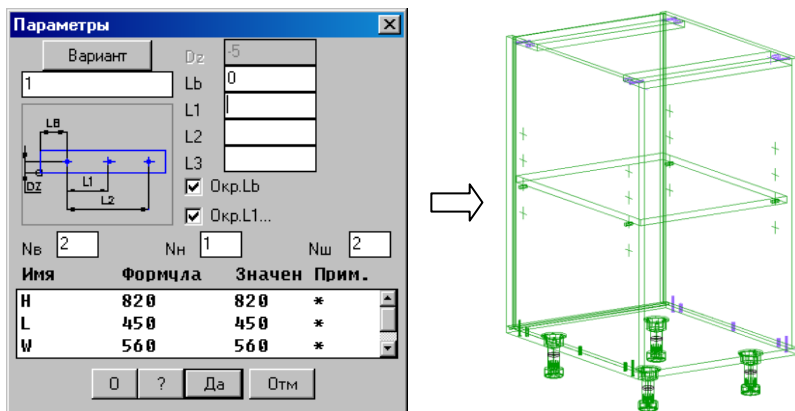 Параметры
Вариант
1
Dz -5
Lb 0
L1
L2
L3
LB
DZ
L1
L2
Окр.Lb
Окр.L1...
Nв 2 Nн 1 Nш 2
Имя Формула Значен Прим.
H 820 820 *
L 450 450 *
W 560 560 *
O ? Да Отм